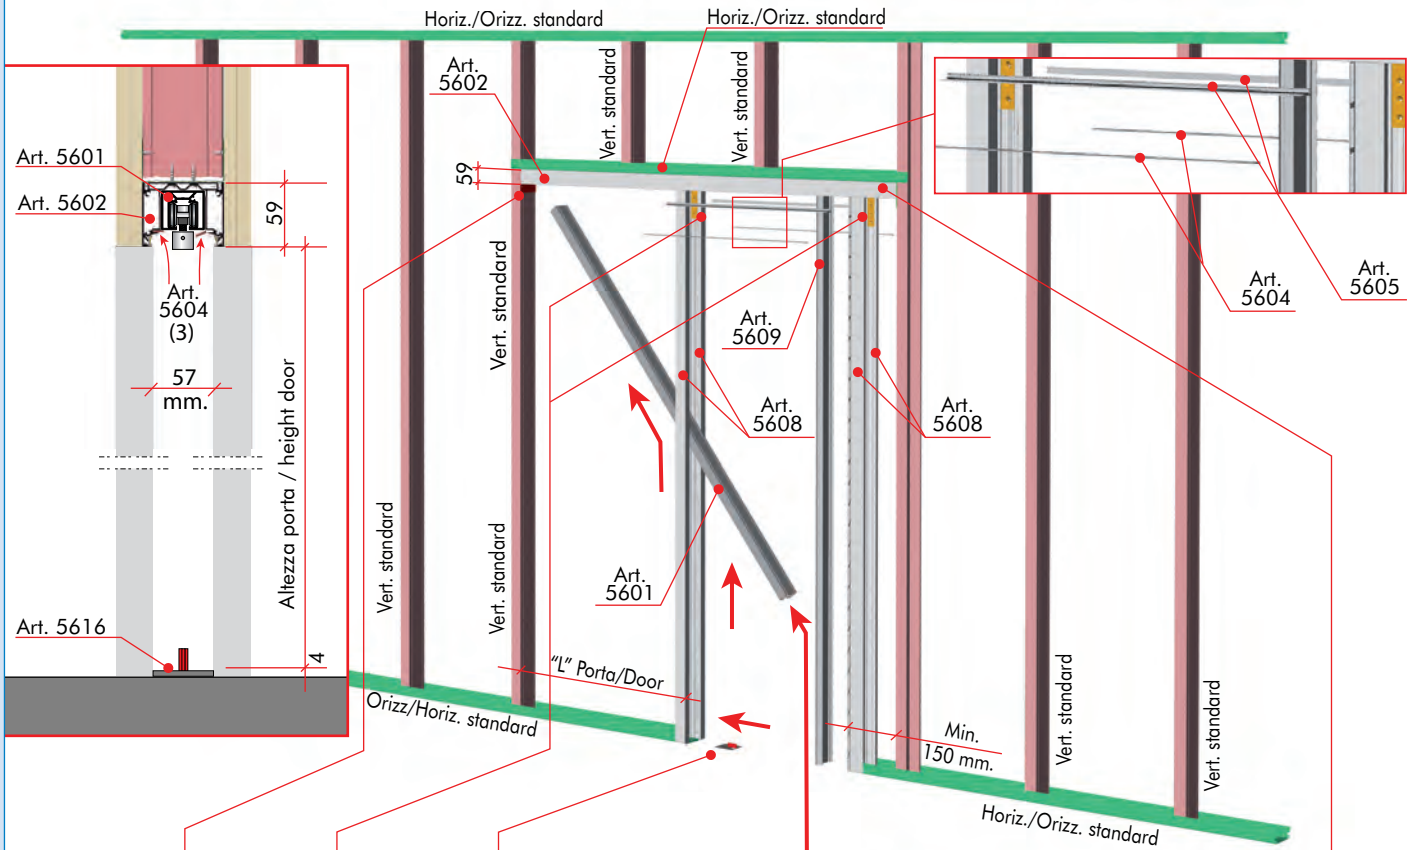 Horiz./Orizz. standard
Horiz./Orizz. standard
Art.
5602
Vert. standard
Vert. standard
59
Art. 5601
Art. 5602
59
Art.
5604
(3)
57
mm.
Altezza porta / height door
Art. 5616
4
Vert. standard
Art.
5609
Art.
5604
Art.
5605
Art.
5608
Art.
5608
Vert. standard
Vert. standard
Art.
5601
"L" Porta/Door
Orizz/Horiz. standard
Min.
150 mm.
Vert. standard
Vert. standard
Horiz./Orizz. standard